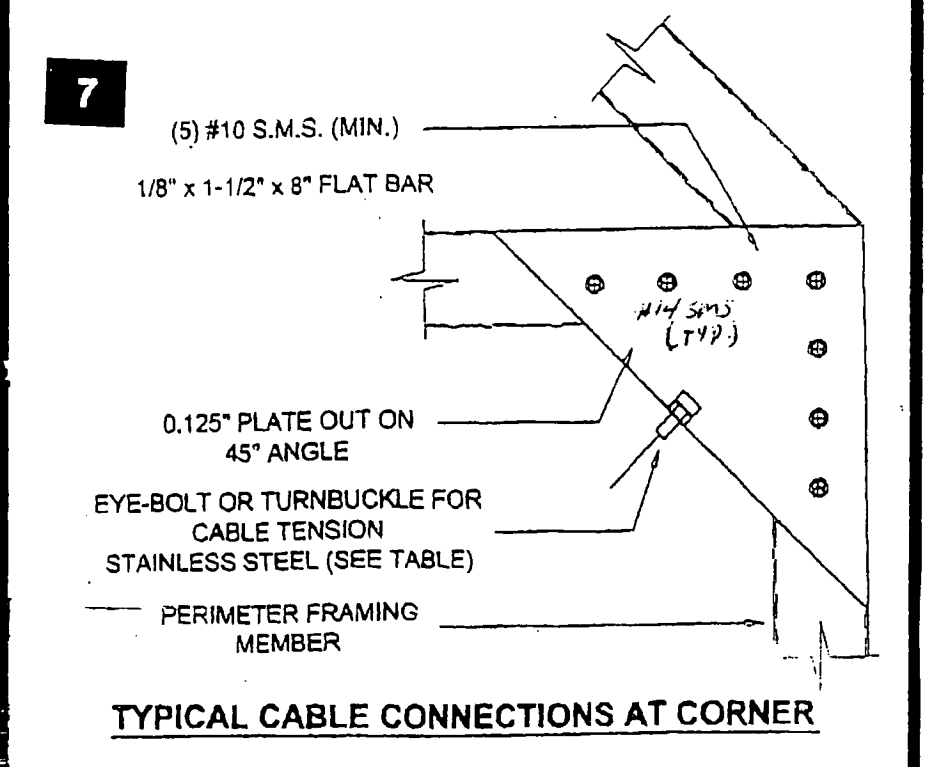 7
(5) #10 S.M.S. (MIN.)
1/8" x 1-1/2" x 8" FLAT BAR
#14 SMS
(TYP.)
0.125" PLATE OUT ON
45° ANGLE
EYE-BOLT OR TURNBUCKLE FOR
CABLE TENSION
STAINLESS STEEL (SEE TABLE)
PERIMETER FRAMING
MEMBER
TYPICAL CABLE CONNECTIONS AT CORNER